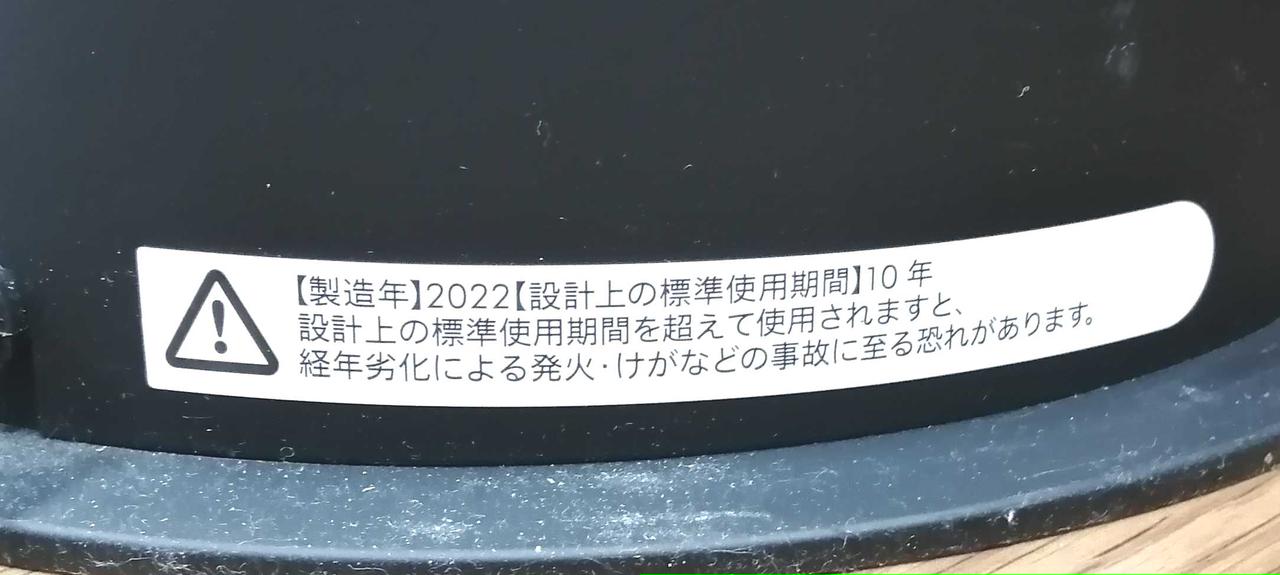 【製造年】2022【設計上の標準使用期間】10 年
設計上の標準使用期間を超えて使用されますと、
経年劣化による発火・けがなどの事故に至る恐れがあります。